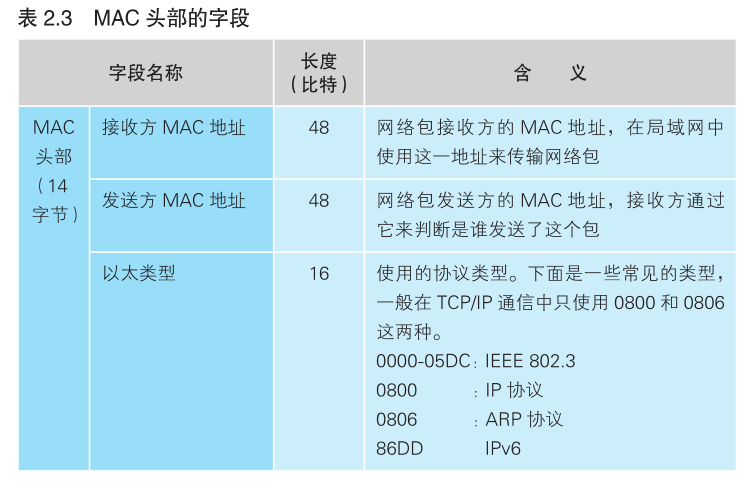 表 2.3 MAC 头部的字段
字段名称
长度
（比特）
含 义
MAC
头部
（14
字节）
接收方 MAC 地址
48
网络包接收方的 MAC 地址，在局域网中
使用这一地址来传输网络包
发送方 MAC 地址
48
网络包发送方的 MAC 地址，接收方通过
它来判断是谁发送了这个包
以太类型
16
使用的协议类型。下面是一些常见的类型，
一般在 TCP/IP 通信中只使用 0800 和 0806
这两种。
0000-05DC：IEEE 802.3
0800 ：IP 协议
0806 ：ARP 协议
86DD IPv6